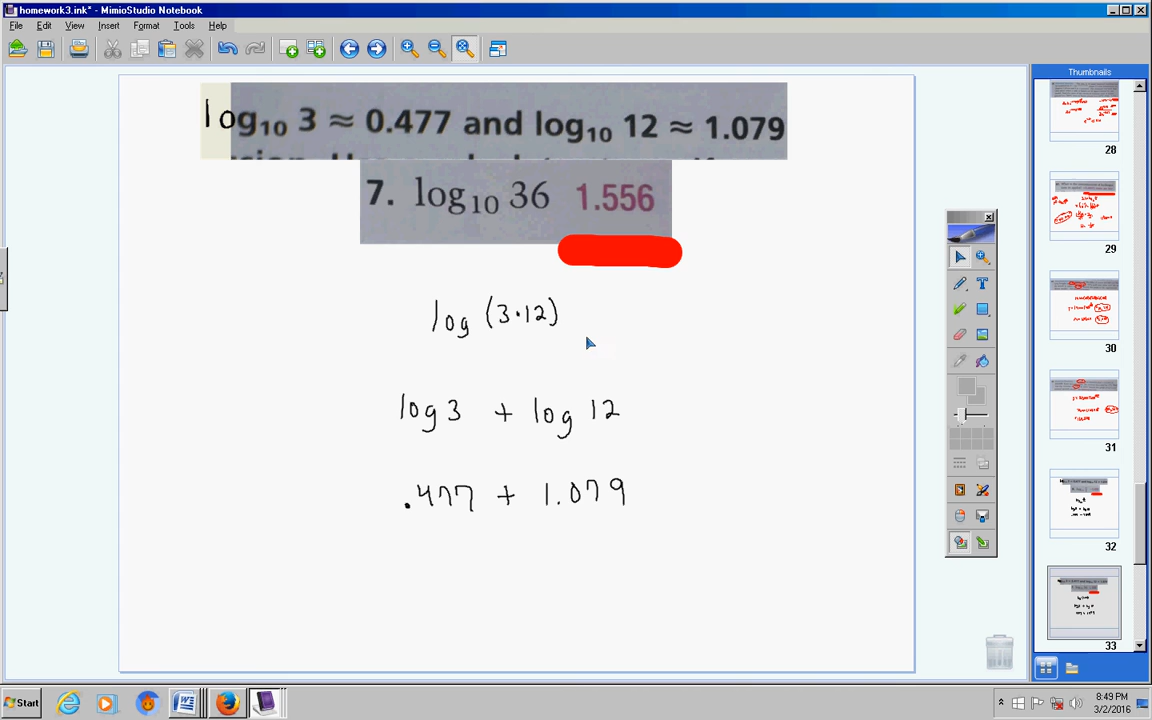 homework3.ink* - MimioStudio Notebook
File Edit View Insert Format Tools Help
Thumbnails
log10 3 ≈ 0.477 and log10 12 ≈ 1.079
7. log10 36 1.556
log (3·12)
log 3 + log 12
.477 + 1.079
28
29
30
31
32
33
Start
8:49 PM
3/2/2016